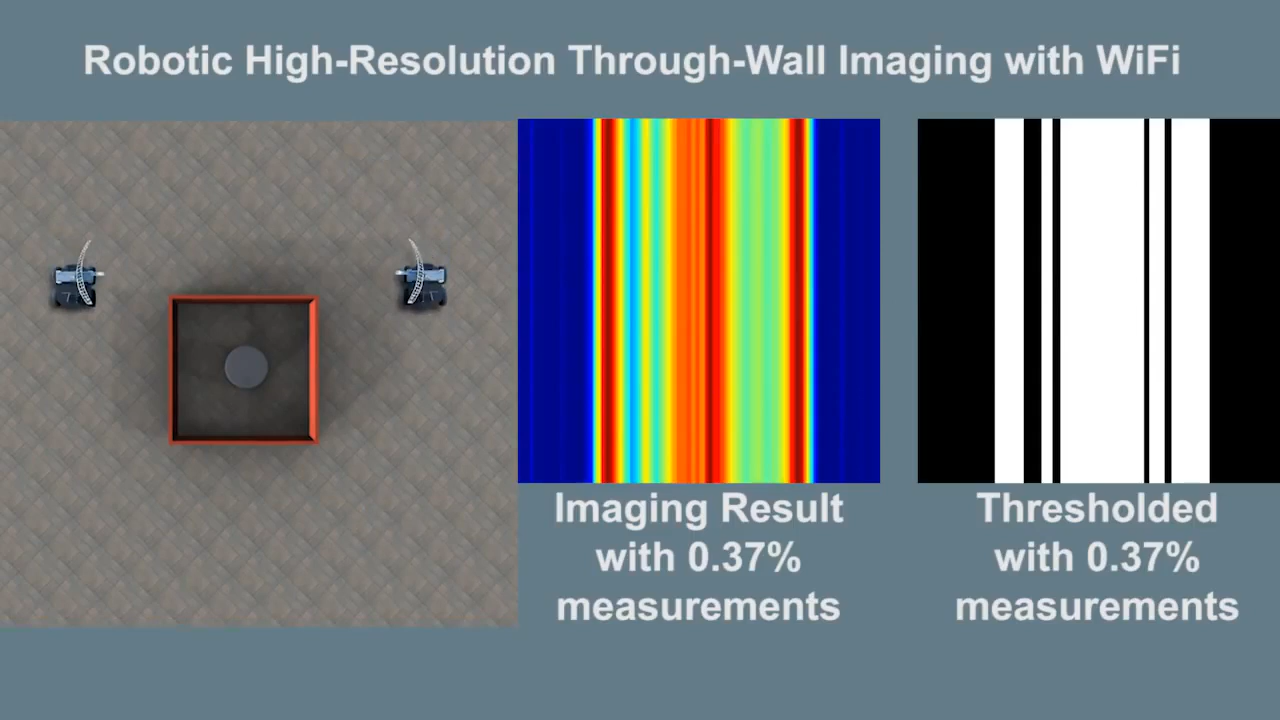 Robotic High-Resolution Through-Wall Imaging with WiFi
Imaging Result
with 0.37%
measurements
Thresholded
with 0.37%
measurements